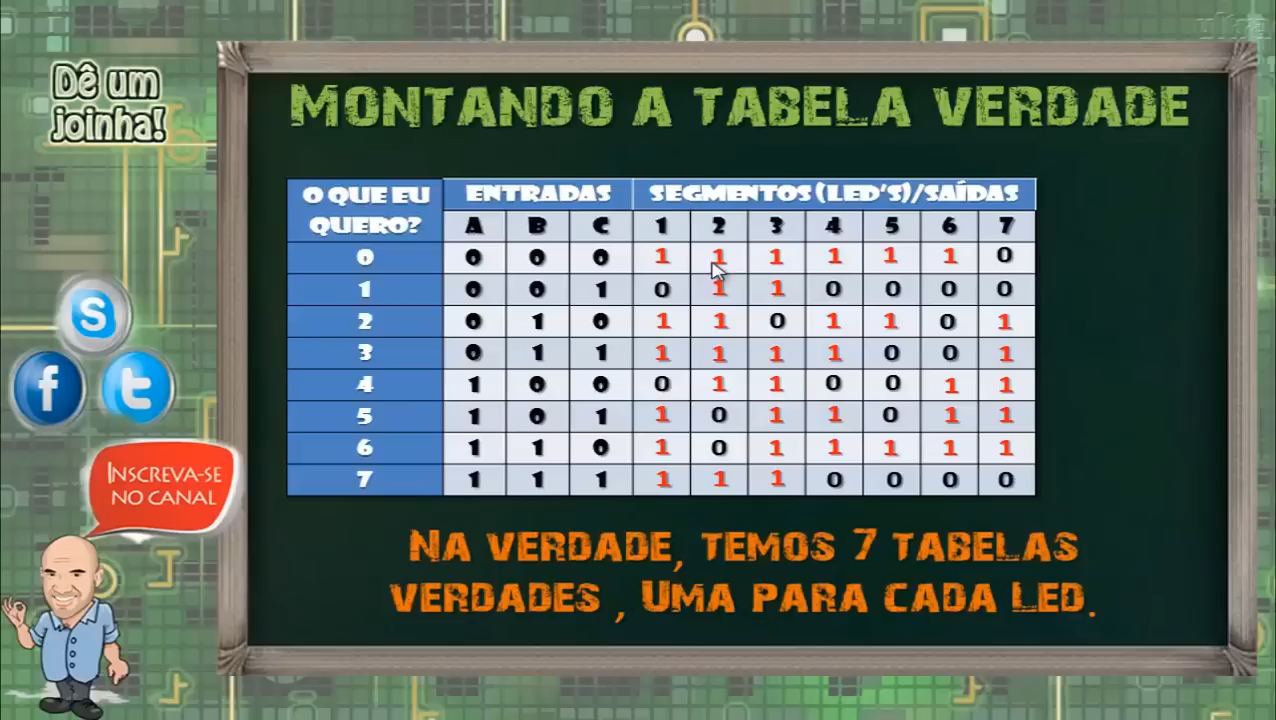 ultra
Dê um
joinha!
MONTANDO A TABELA VERDADE
O QUE EU QUERO? ENTRADAS SEGMENTOS (LED'S)/SAÍDAS
A B C 1 2 3 4 5 6 7
0 0 0 0 1 1 1 1 1 1 0
1 0 0 1 0 1 1 0 0 0 0
2 0 1 0 1 1 0 1 1 0 1
3 0 1 1 1 1 1 1 0 0 1
4 1 0 0 0 1 1 0 0 1 1
5 1 0 1 1 0 1 1 0 1 1
6 1 1 0 1 0 1 1 1 1 1
7 1 1 1 1 1 1 0 0 0 0
S
f
t
INSCREVA-SE
NO CANAL
NA VERDADE, TEMOS 7 TABELAS
VERDADES , UMA PARA CADA LED.